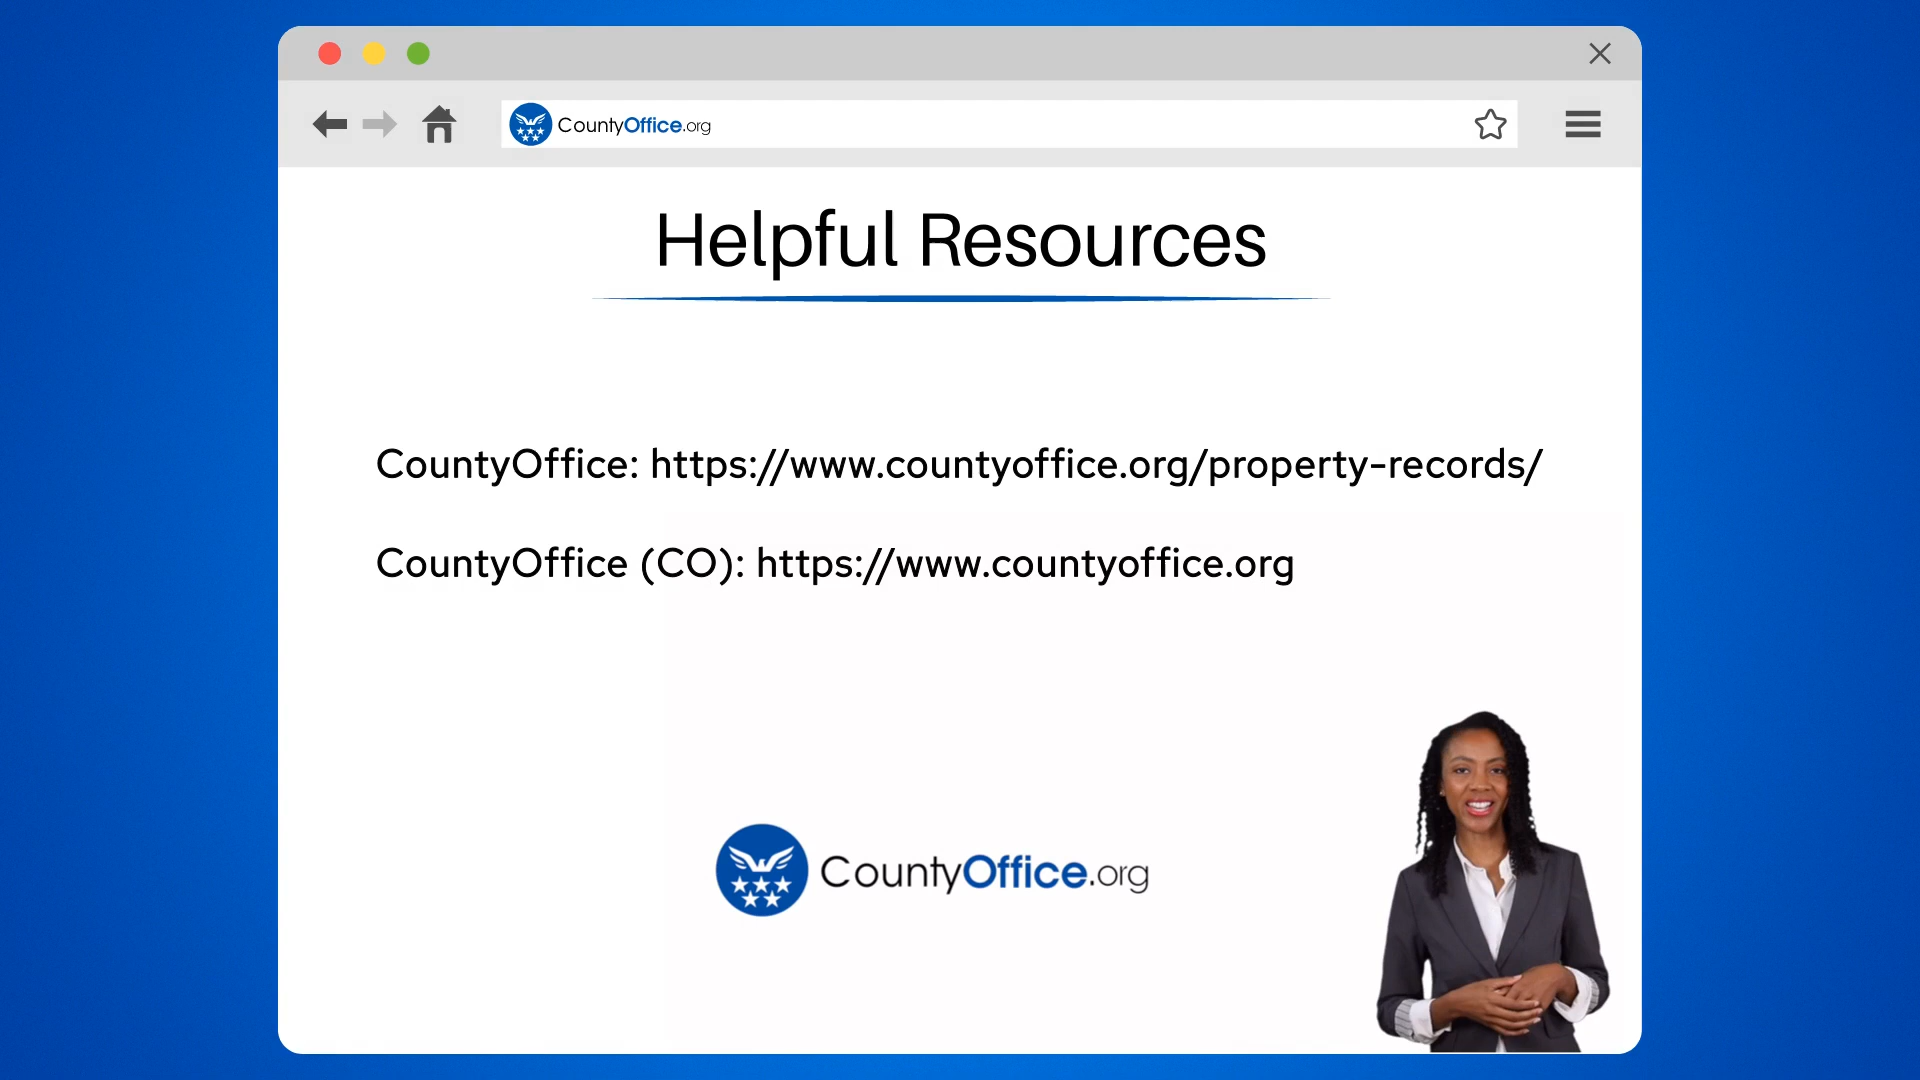 CountyOffice.org
Helpful Resources
CountyOffice: https://www.countyoffice.org/property-records/
CountyOffice (CO): https://www.countyoffice.org
CountyOffice.org